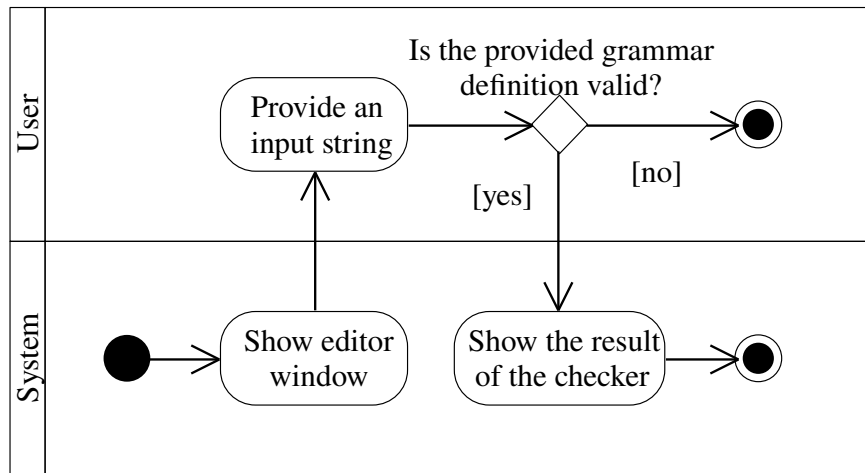 User
Provide an
input string
Is the provided grammar
definition valid?
[yes]
[no]
System
Show editor
window
Show the result
of the checker